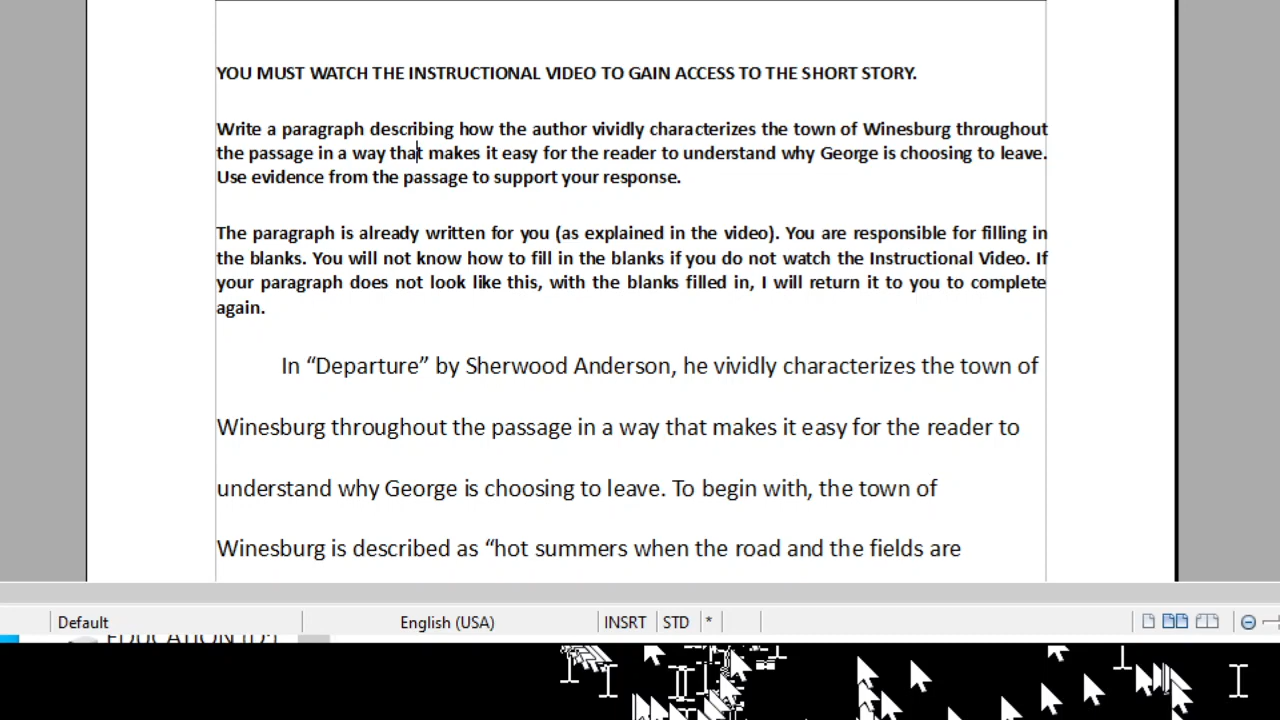 YOU MUST WATCH THE INSTRUCTIONAL VIDEO TO GAIN ACCESS TO THE SHORT STORY.
Write a paragraph describing how the author vividly characterizes the town of Winesburg throughout
the passage in a way that makes it easy for the reader to understand why George is choosing to leave.
Use evidence from the passage to support your response.
The paragraph is already written for you (as explained in the video). You are responsible for filling in
the blanks. You will not know how to fill in the blanks if you do not watch the Instructional Video. If
your paragraph does not look like this, with the blanks filled in, I will return it to you to complete
again.
In “Departure” by Sherwood Anderson, he vividly characterizes the town of
Winesburg throughout the passage in a way that makes it easy for the reader to
understand why George is choosing to leave. To begin with, the town of
Winesburg is described as “hot summers when the road and the fields are
Default English (USA) INSRT STD *
EDUCATION